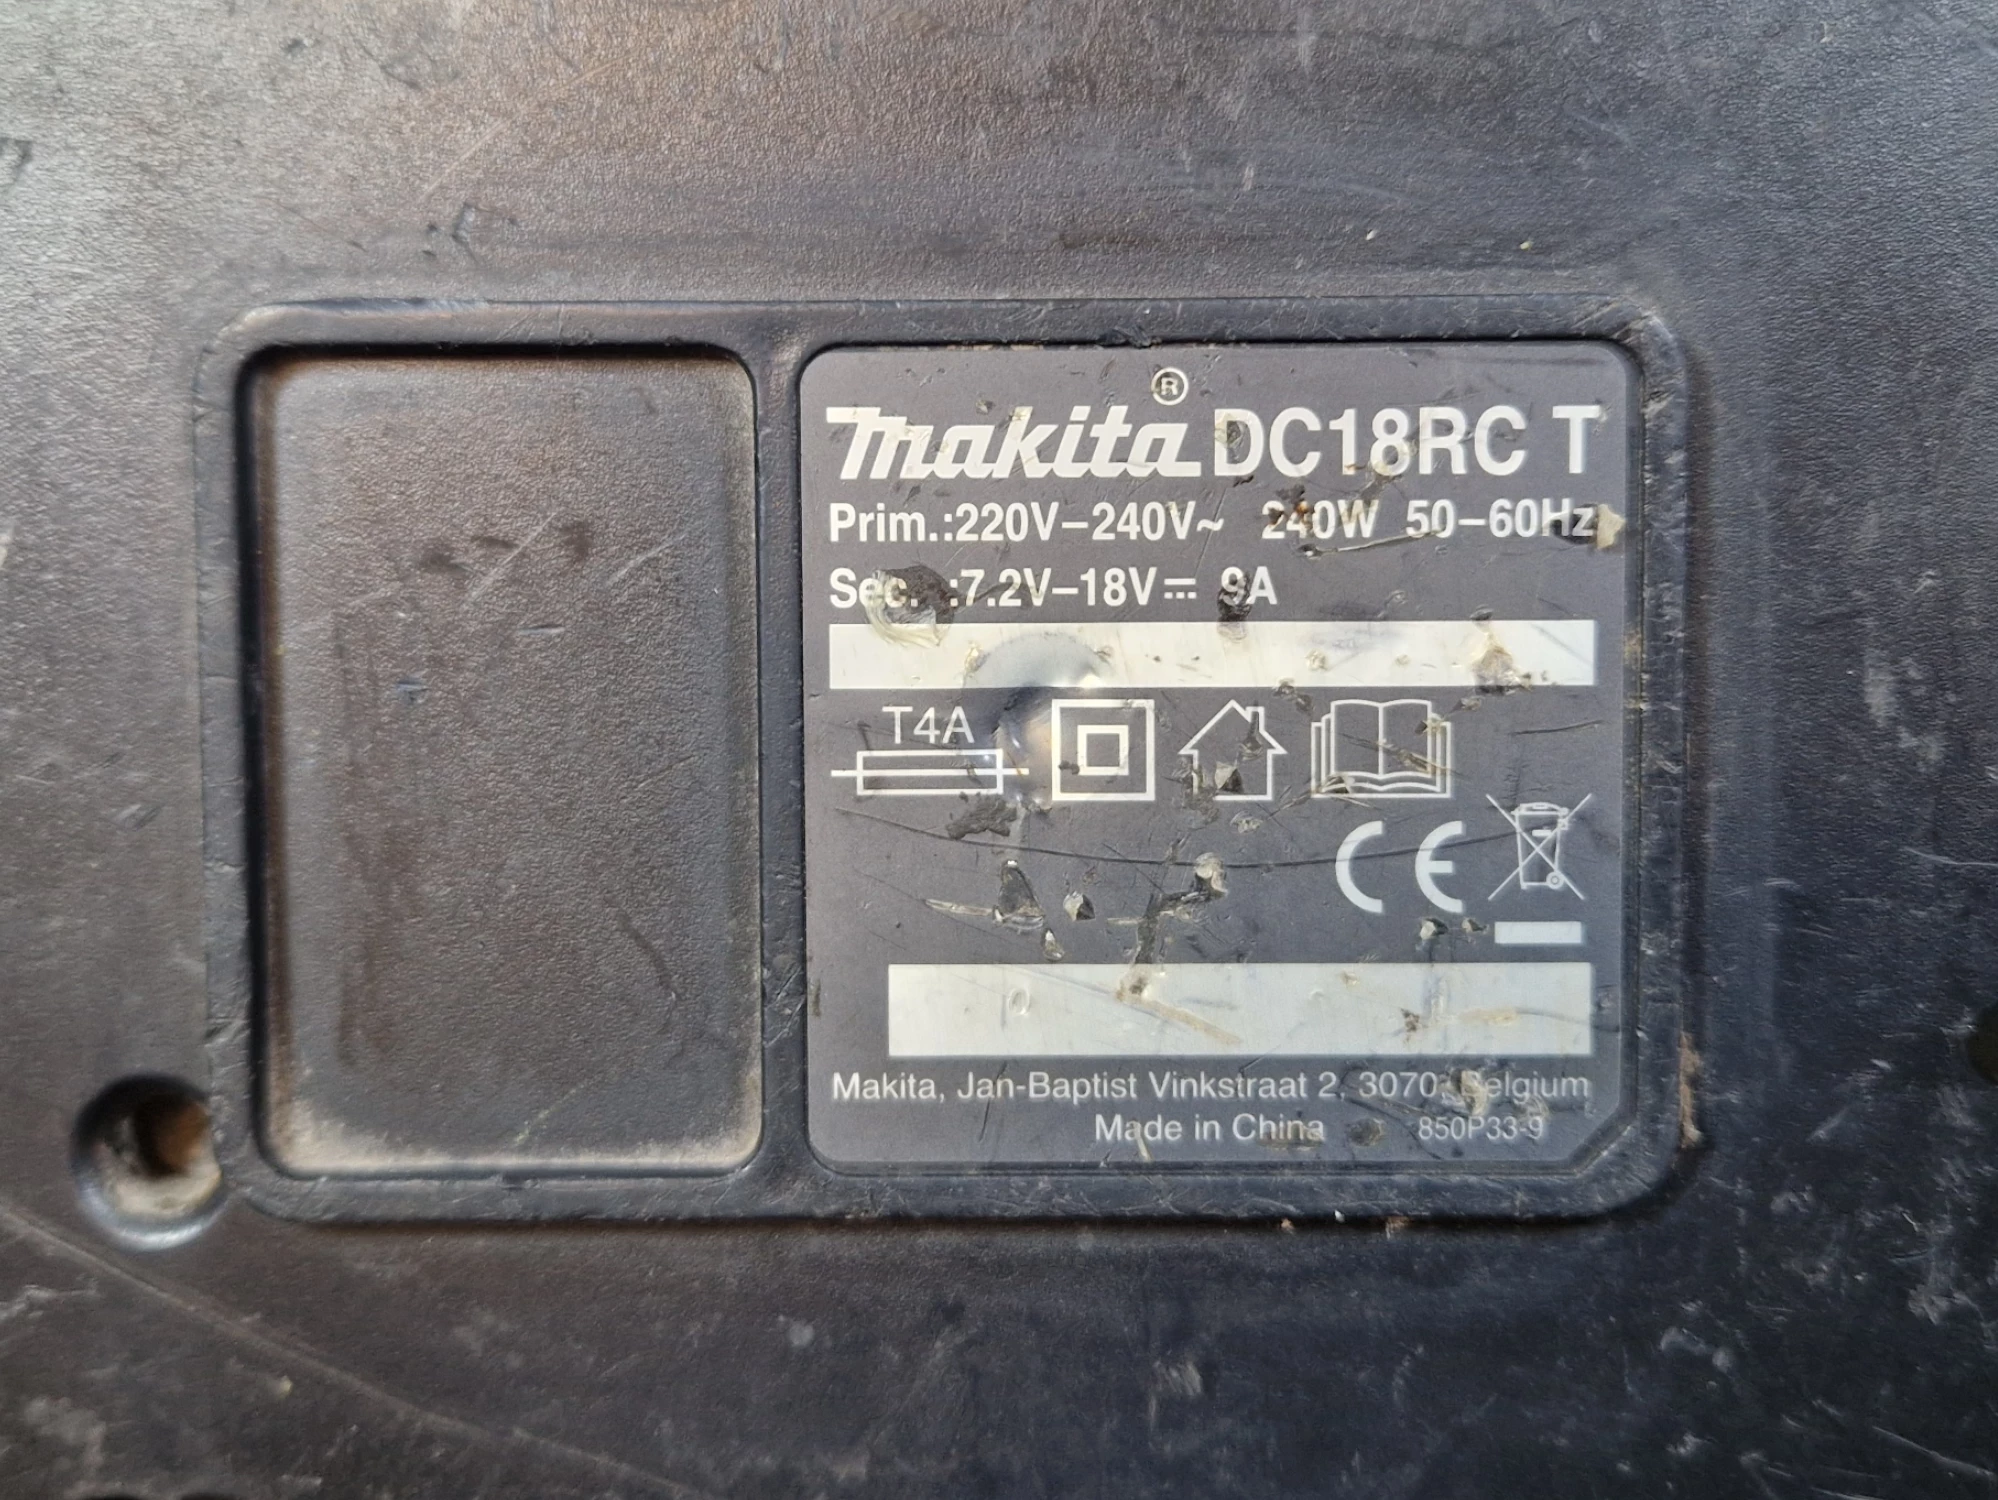 makita® DC18RC T
Prim.:220V–240V~ 240W 50–60Hz
Sec. :7.2V–18V⎓ 9A
T4A
CE
Makita, Jan-Baptist Vinkstraat 2, 3070, Belgium
Made in China 850P33-9